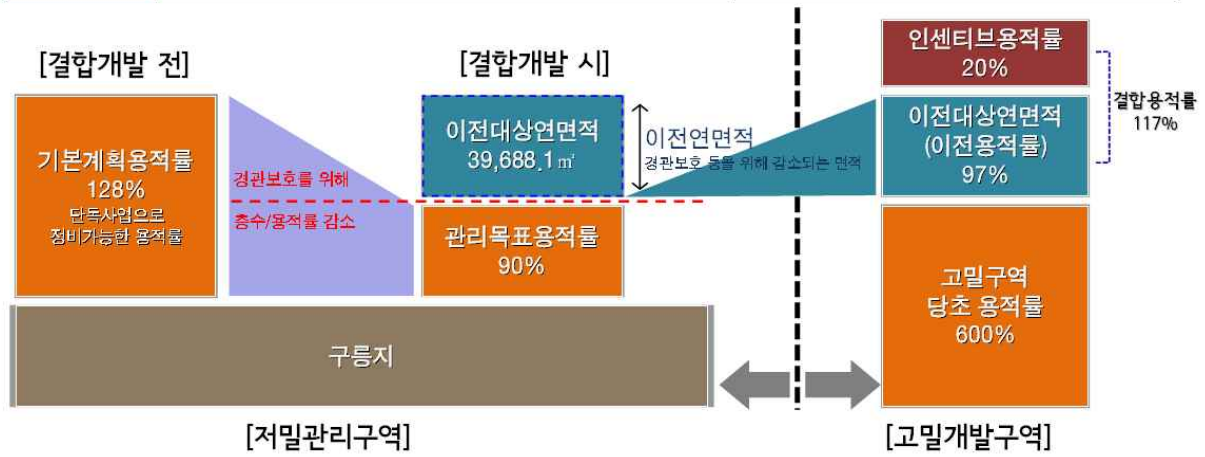 [결합개발 전]
기본계획용적률
128%
단독사업으로
정비가능한 용적률
경관보호를 위해
층수/용적률 감소
[결합개발 시]
이전대상연면적
39,688.1㎡
이전연면적
경관보호 등을 위해 감소되는 면적
관리목표용적률
90%
구릉지
[저밀관리구역]
인센티브용적률
20%
이전대상연면적
(이전용적률)
97%
결합용적률
117%
고밀구역
당초 용적률
600%
[고밀개발구역]